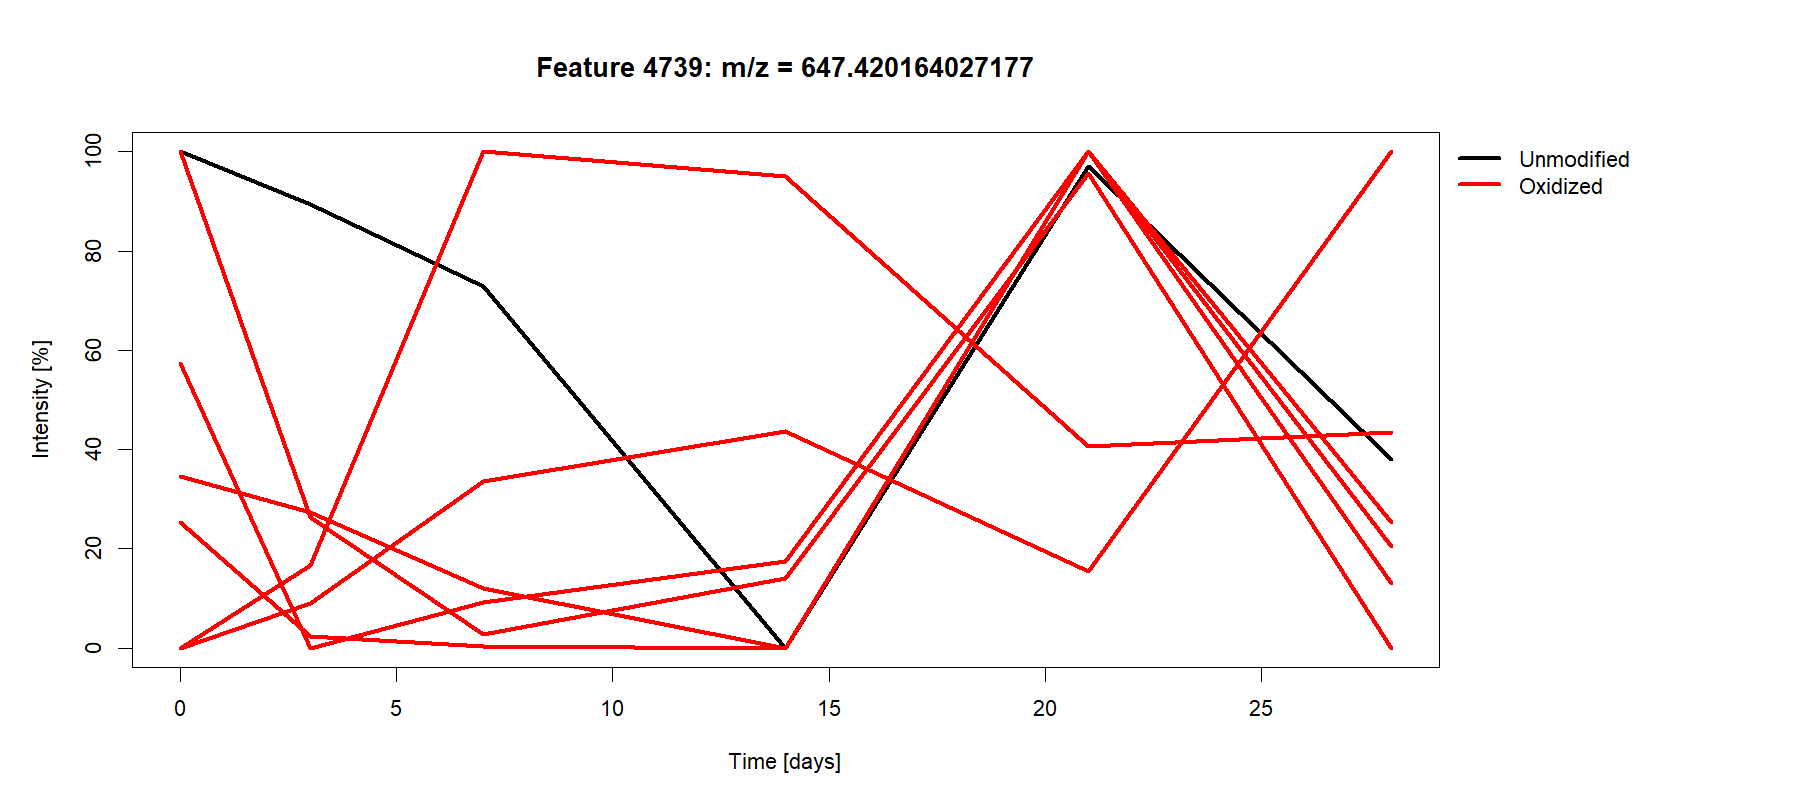 Feature 4739: m/z = 647.420164027177
Unmodified
Oxidized
Intensity [%]
100
80
60
40
20
0
0 5 10 15 20 25
Time [days]